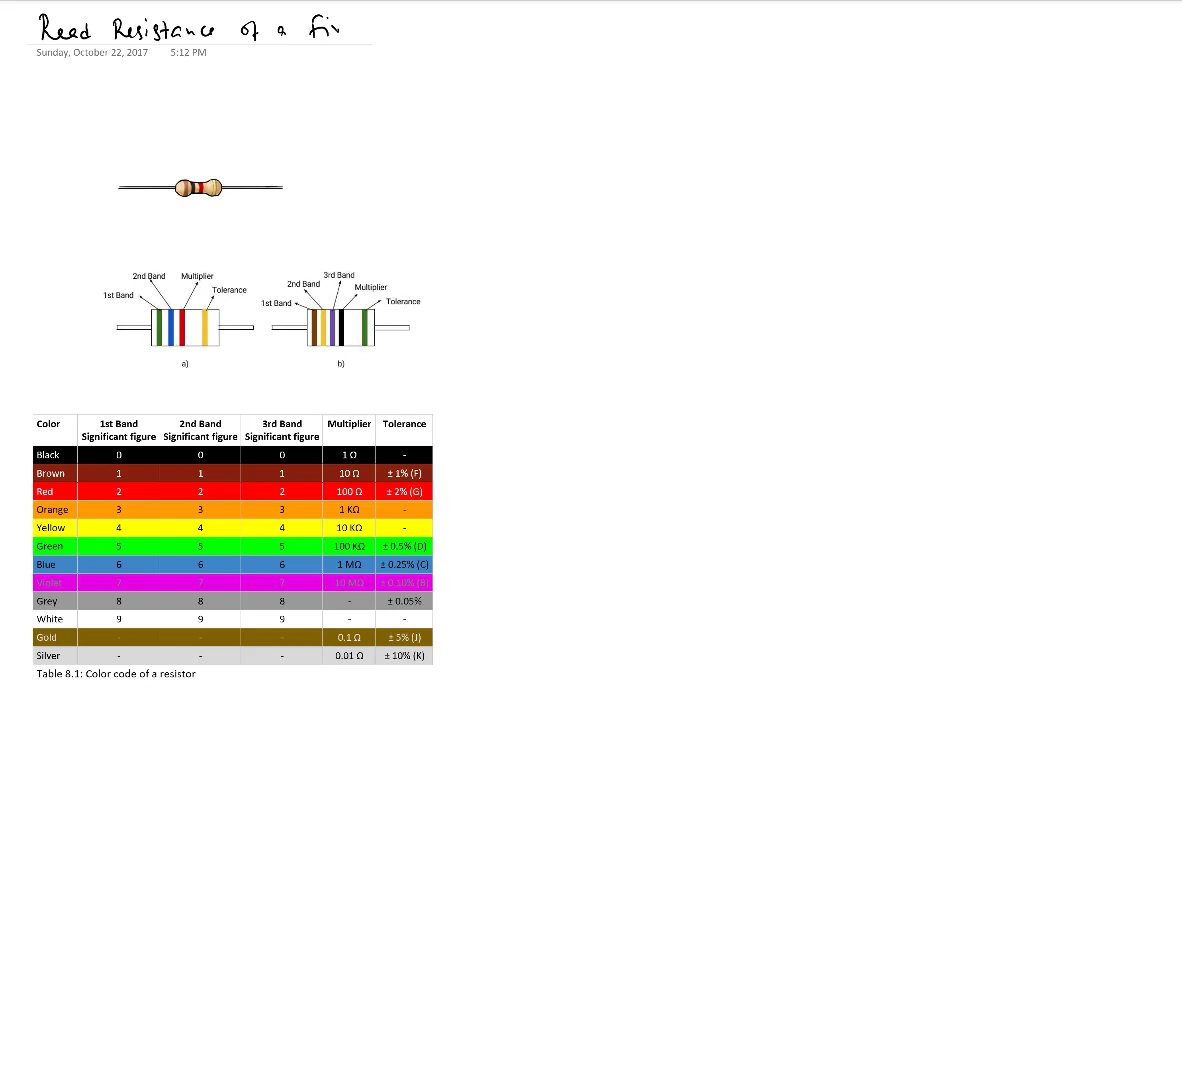 Read Resistance of a Fix
Sunday, October 22, 2017 5:12 PM
2nd Band Multiplier
1st Band Tolerance
a)
3rd Band
2nd Band Multiplier
1st Band Tolerance
b)
Color 1st Band Significant figure 2nd Band Significant figure 3rd Band Significant figure Multiplier Tolerance
Black 0 0 0 1 Ω -
Brown 1 1 1 10 Ω ± 1% (F)
Red 2 2 2 100 Ω ± 2% (G)
Orange 3 3 3 1 KΩ -
Yellow 4 4 4 10 KΩ -
Green 5 5 5 100 KΩ ± 0.5% (D)
Blue 6 6 6 1 MΩ ± 0.25% (C)
Violet 7 7 7 10 MΩ ± 0.10% (B)
Grey 8 8 8 - ± 0.05%
White 9 9 9 - -
Gold - - - 0.1 Ω ± 5% (J)
Silver - - - 0.01 Ω ± 10% (K)
Table 8.1: Color code of a resistor